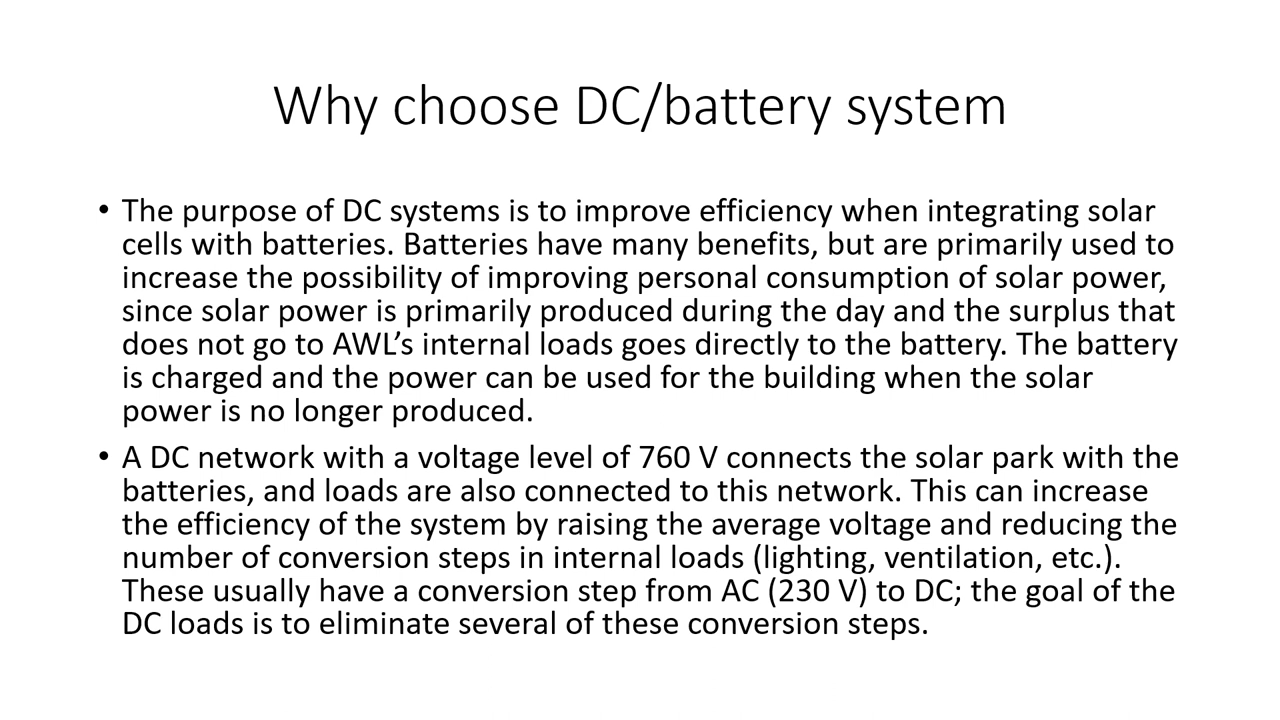 Why choose DC/battery system
• The purpose of DC systems is to improve efficiency when integrating solar
cells with batteries. Batteries have many benefits, but are primarily used to
increase the possibility of improving personal consumption of solar power,
since solar power is primarily produced during the day and the surplus that
does not go to AWL’s internal loads goes directly to the battery. The battery
is charged and the power can be used for the building when the solar
power is no longer produced.
• A DC network with a voltage level of 760 V connects the solar park with the
batteries, and loads are also connected to this network. This can increase
the efficiency of the system by raising the average voltage and reducing the
number of conversion steps in internal loads (lighting, ventilation, etc.).
These usually have a conversion step from AC (230 V) to DC; the goal of the
DC loads is to eliminate several of these conversion steps.